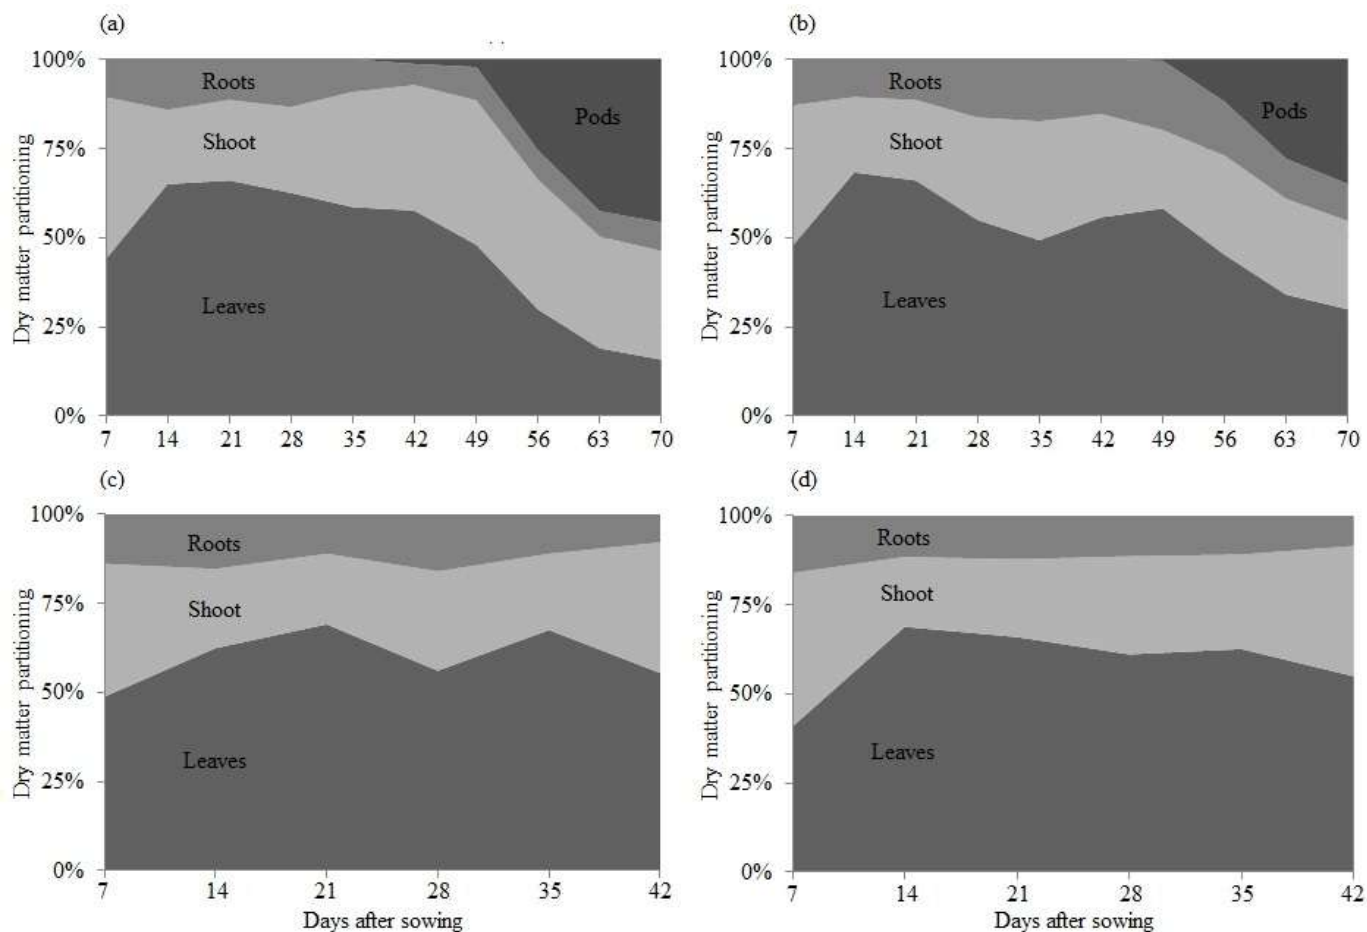 (a)
Dry matter partitioning
100%
75%
50%
25%
0%
Roots
Shoot
Leaves
Pods
7 14 21 28 35 42 49 56 63 70
(b)
Dry matter partitioning
100%
75%
50%
25%
0%
Roots
Shoot
Leaves
Pods
7 14 21 28 35 42 49 56 63 70
(c)
Dry matter partitioning
100%
75%
50%
25%
0%
Roots
Shoot
Leaves
7 14 21 28 35 42
Days after sowing
(d)
Dry matter partitioning
100%
75%
50%
25%
0%
Roots
Shoot
Leaves
7 14 21 28 35 42
Days after sowing